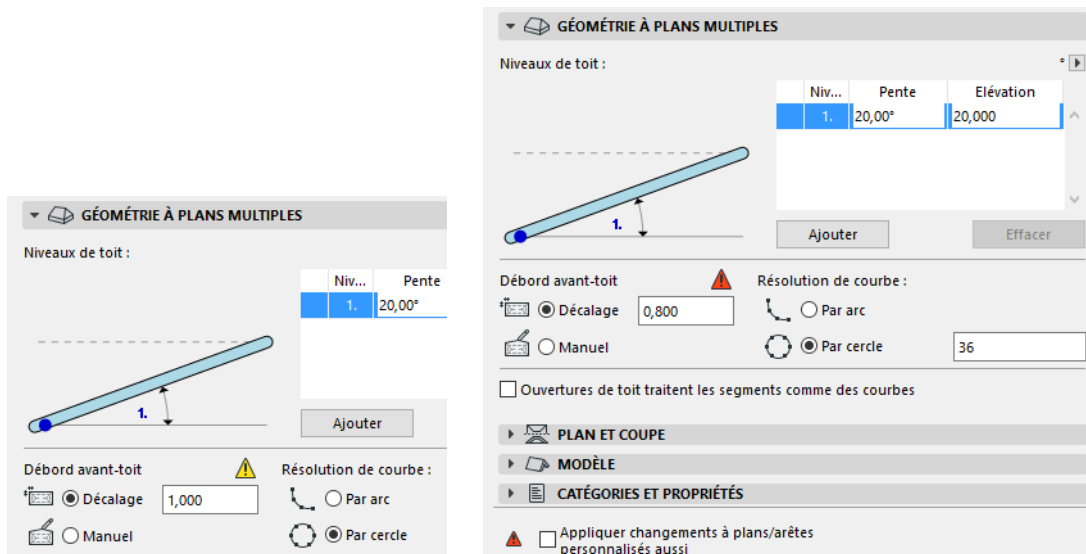 GÉOMÉTRIE À PLANS MULTIPLES
Niveaux de toit :
Niv... Pente
1. 20,00°
1.
Ajouter
Débord avant-toit Résolution de courbe :
Décalage 1,000 Par arc
Manuel Par cercle
GÉOMÉTRIE À PLANS MULTIPLES
Niveaux de toit : °
Niv... Pente Elévation
1. 20,00° 20,000
1.
Ajouter Effacer
Débord avant-toit Résolution de courbe :
Décalage 0,800 Par arc
Manuel Par cercle 36
Ouvertures de toit traitent les segments comme des courbes
PLAN ET COUPE
MODÈLE
CATÉGORIES ET PROPRIÉTÉS
Appliquer changements à plans/arêtes
personnalisés aussi